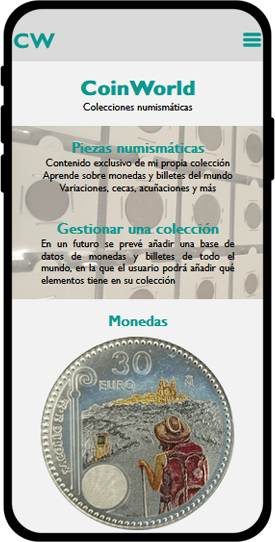 CW
CoinWorld
Colecciones numismáticas
Piezas numismáticas
Contenido exclusivo de mi propia colección
Aprende sobre monedas y billetes del mundo
Variaciones, cecas, acuñaciones y más
Gestionar una colección
En un futuro se prevé añadir una base de
datos de monedas y billetes de todo el
mundo, en la que el usuario podrá añadir qué
elementos tiene en su colección
Monedas
30
EURO